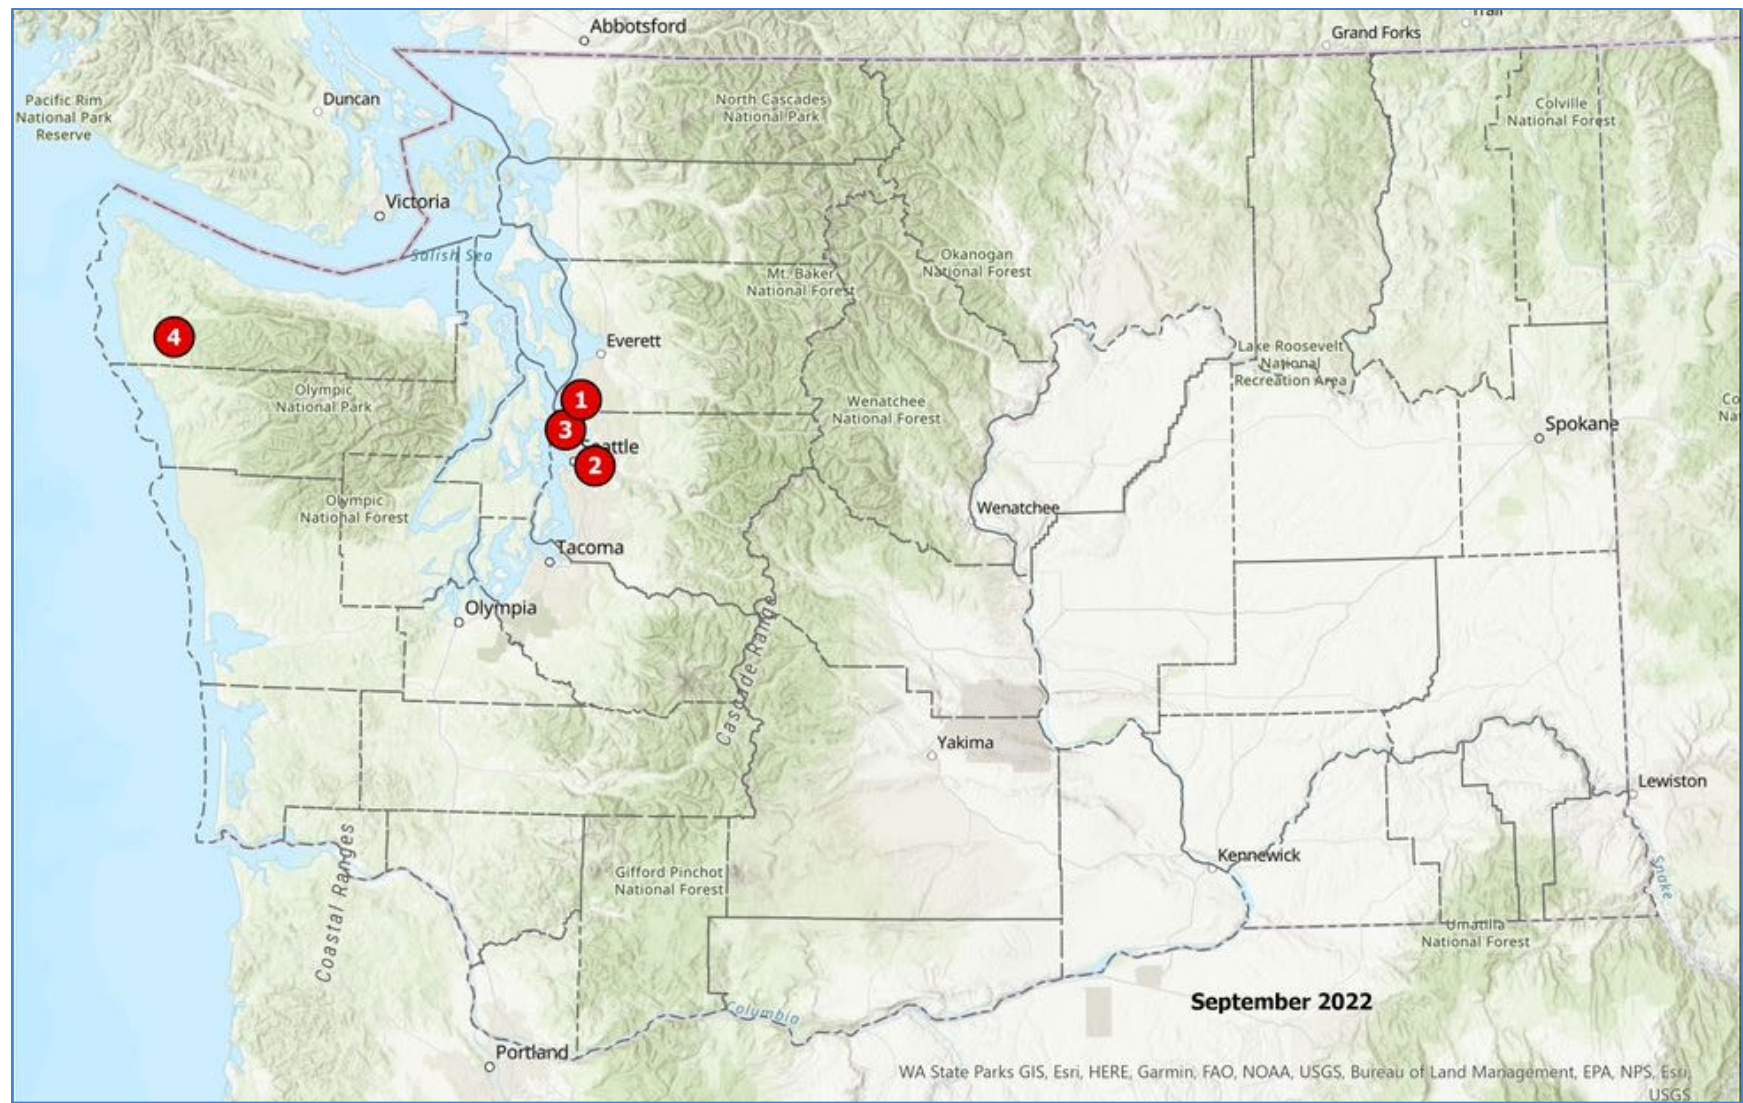 Abbotsford
Grand Forks
Trail
Pacific Rim
National Park
Reserve
Duncan
North Cascades
National Park
Colville
National Forest
Victoria
Salish Sea
Okanogan
National Forest
Mt. Baker
National Forest
4
Everett
Lake Roosevelt
National
Recreation Area
Olympic
National Park
1
Wenatchee
National Forest
Co
Na
3
Spokane
eattle
2
Olympic
National Forest
Wenatchee
Tacoma
Olympia
Cascade Range
Yakima
Lewiston
Kennewick
Coastal Ranges
Gifford Pinchot
National Forest
Snake
Umatilla
National Forest
Columbia
September 2022
Portland
WA State Parks GIS, Esri, HERE, Garmin, FAO, NOAA, USGS, Bureau of Land Management, EPA, NPS, Esri,
USGS